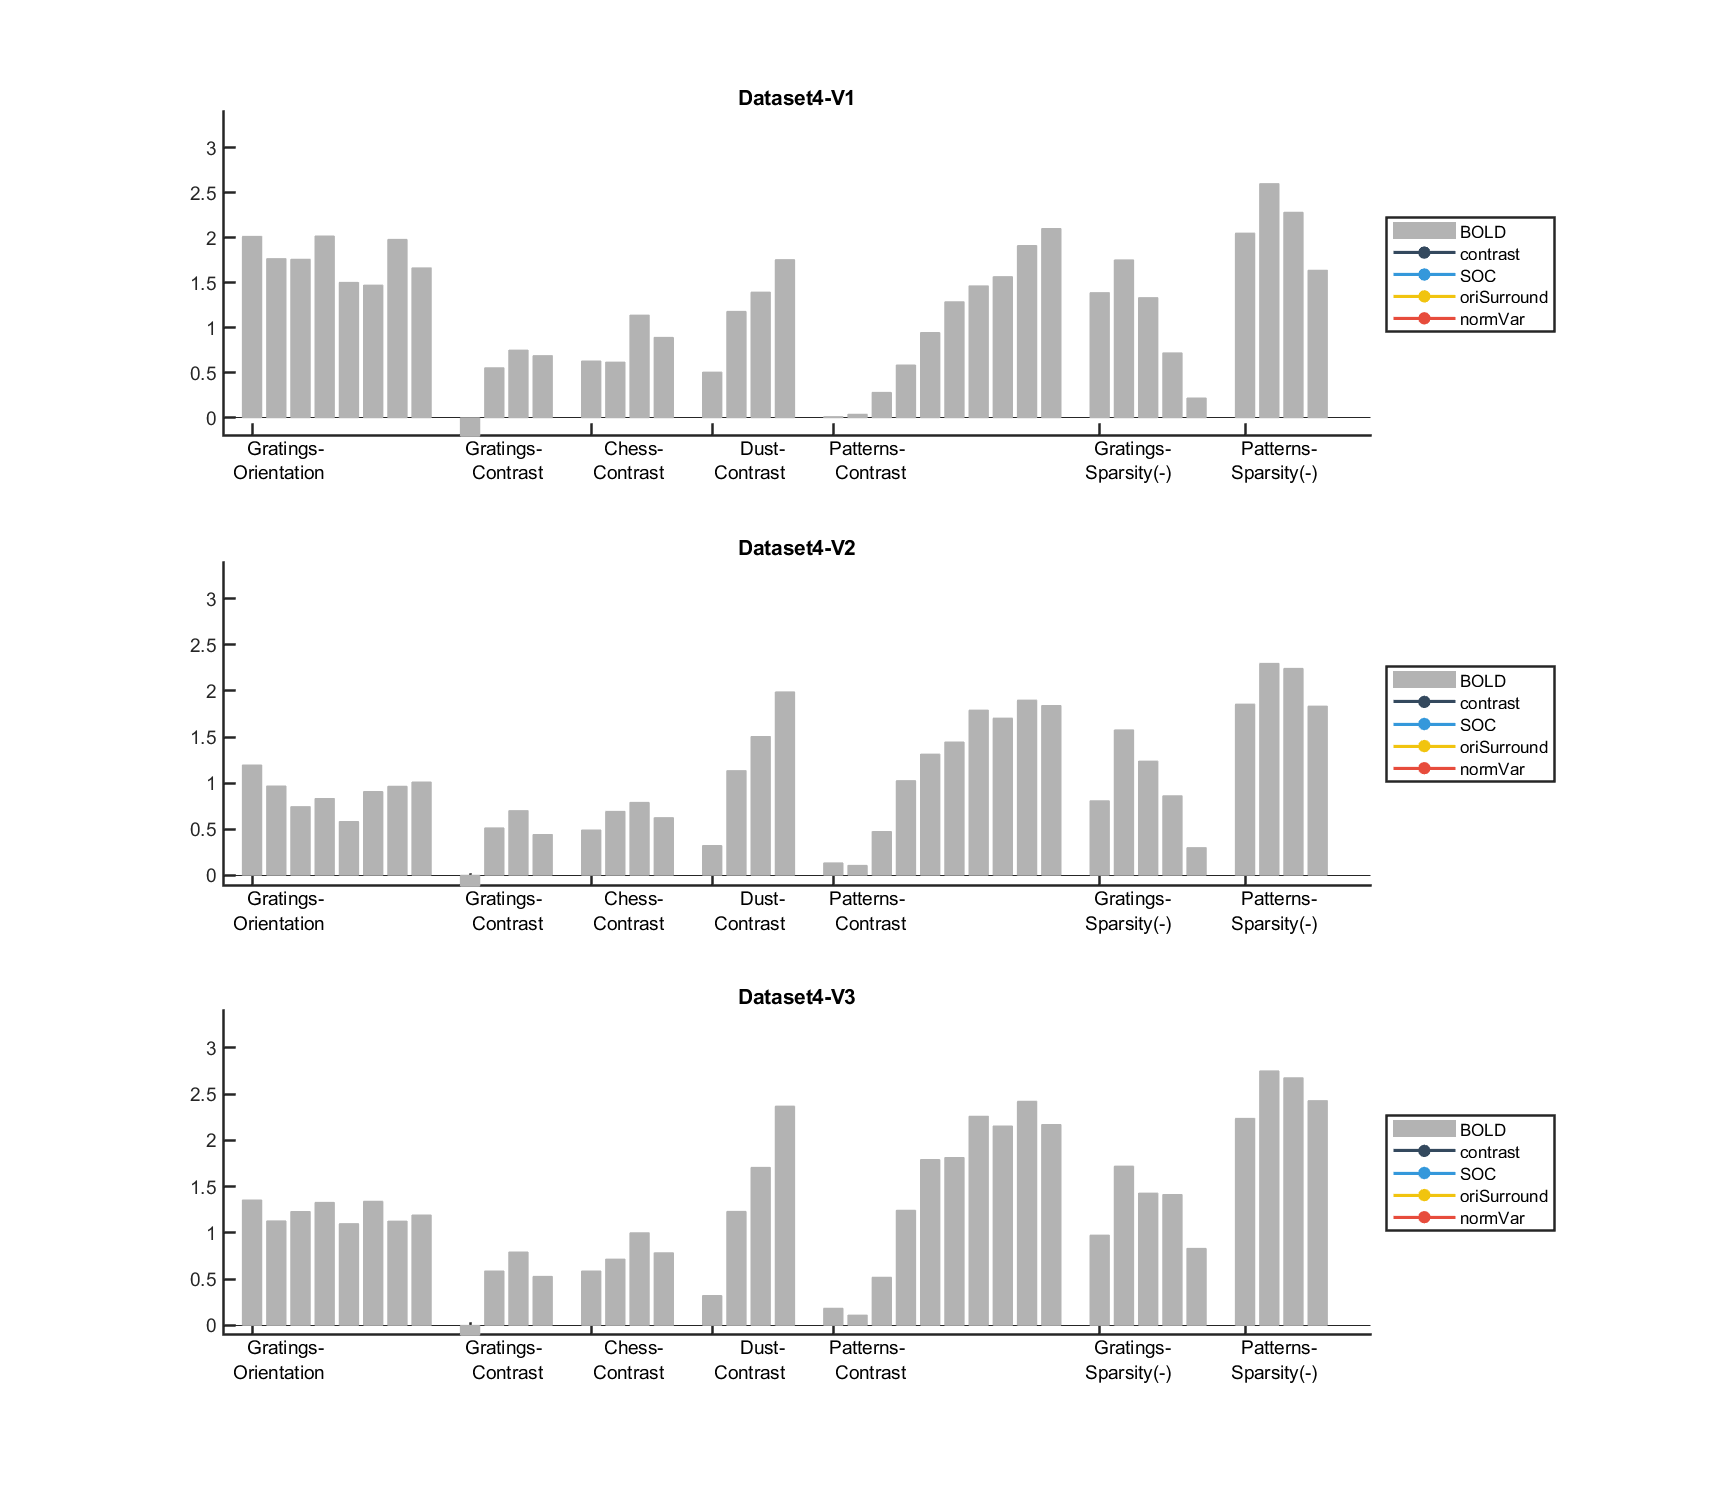 Dataset4-V1
3
2.5
2
1.5
1
0.5
0
Gratings- Gratings- Chess- Dust- Patterns- Gratings- Patterns-
Orientation Contrast Contrast Contrast Contrast Sparsity(-) Sparsity(-)
BOLD
contrast
SOC
oriSurround
normVar
Dataset4-V2
3
2.5
2
1.5
1
0.5
0
Gratings- Gratings- Chess- Dust- Patterns- Gratings- Patterns-
Orientation Contrast Contrast Contrast Contrast Sparsity(-) Sparsity(-)
BOLD
contrast
SOC
oriSurround
normVar
Dataset4-V3
3
2.5
2
1.5
1
0.5
0
Gratings- Gratings- Chess- Dust- Patterns- Gratings- Patterns-
Orientation Contrast Contrast Contrast Contrast Sparsity(-) Sparsity(-)
BOLD
contrast
SOC
oriSurround
normVar